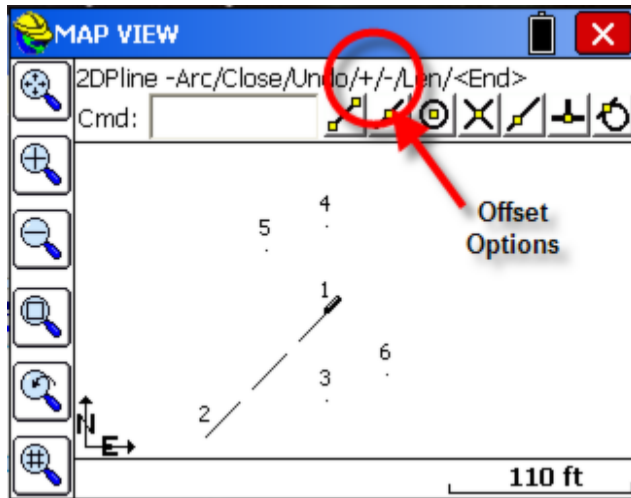 MAP VIEW
2DPline -Arc/Close/Undo/+/-/Len/<End>
Cmd:
Offset
Options
4
5
1
6
3
2
N
E
110 ft